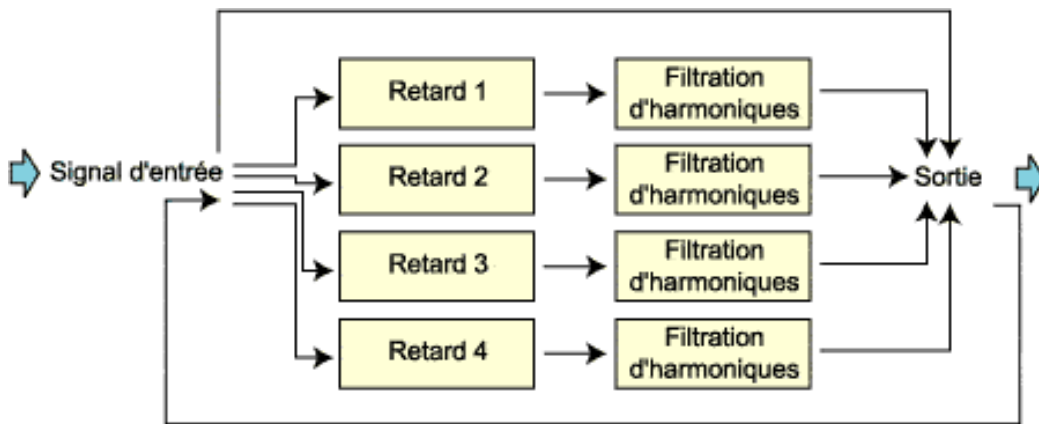 Retard 1
Filtration
d'harmoniques
Signal d'entrée
Retard 2
Filtration
d'harmoniques
Sortie
Retard 3
Filtration
d'harmoniques
Retard 4
Filtration
d'harmoniques